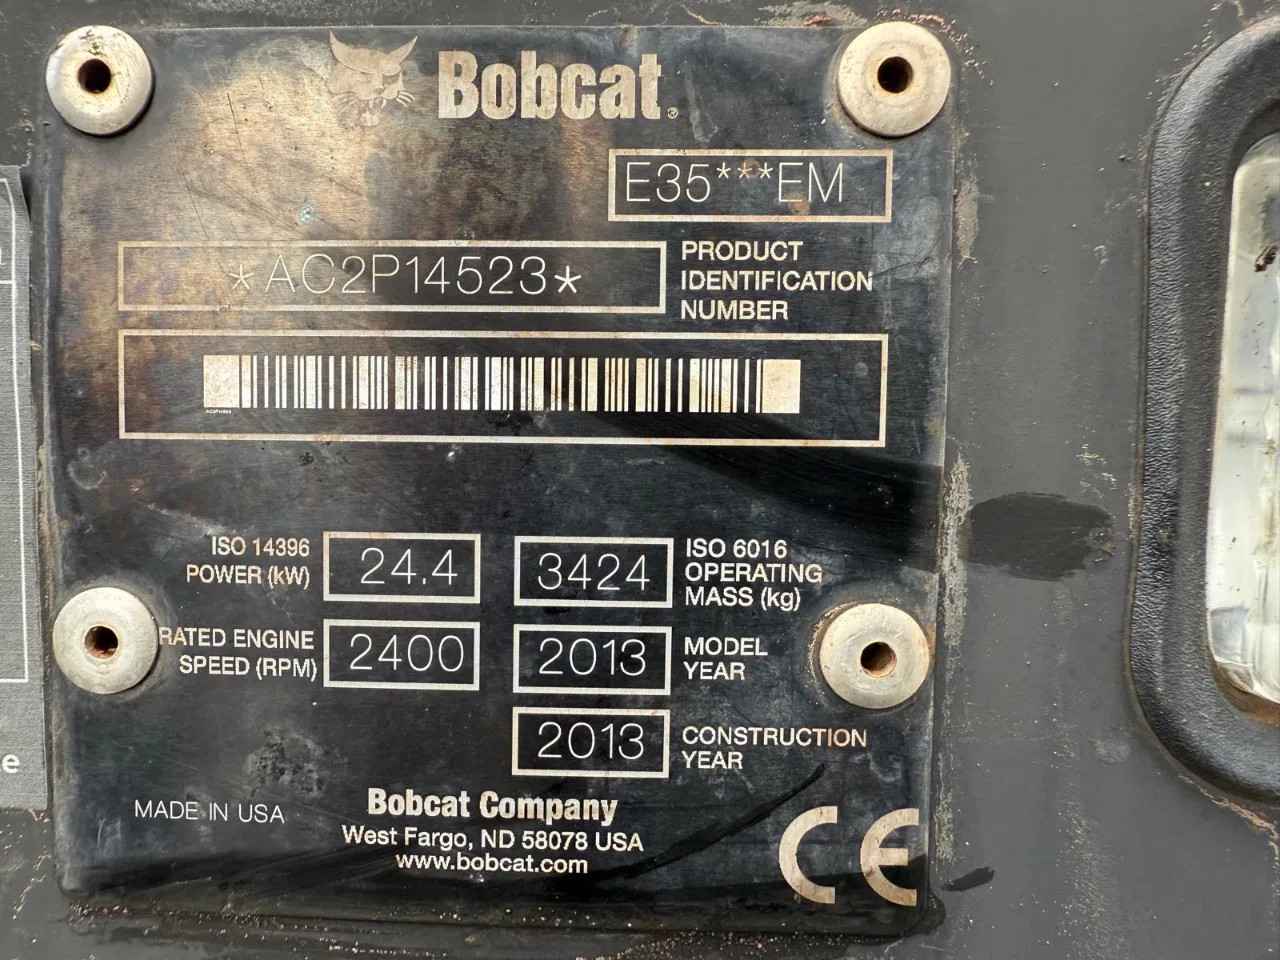 Bobcat®
E35***EM
*AC2P14523*
PRODUCT
IDENTIFICATION
NUMBER
ISO 14396
POWER (kW)
24.4
3424
ISO 6016
OPERATING
MASS (kg)
RATED ENGINE
SPEED (RPM)
2400
2013
MODEL
YEAR
2013
CONSTRUCTION
YEAR
MADE IN USA
Bobcat Company
West Fargo, ND 58078 USA
www.bobcat.com
CE